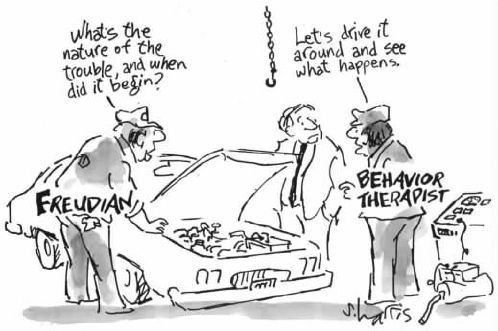 What's the
nature of the
trouble, and when
did it begin?
Let's drive it
around and see
what happens.
FREUDIAN
BEHAVIOR
THERAPIST
S. harris